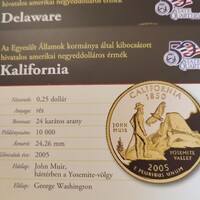 Delaware
hivatalos amerikai negyeddolláros érmék
Az Egyesült Államok kormánya által kibocsátott
hivatalos amerikai negyeddolláros érmék
Kalifornia
Névérték: 0,25 dollár
Anyaga: réz
Bevonat: 24 karátos arany
Példányszám: 10 000
Átmérő: 24,26 mm
Kibocsátás éve: 2005
Hátlap: John Muir,
háttérben a Yosemite-völgy
Előlap: George Washington
CALIFORNIA
1850
JOHN
MUIR
YOSEMITE
VALLEY
2005
E PLURIBUS UNUM